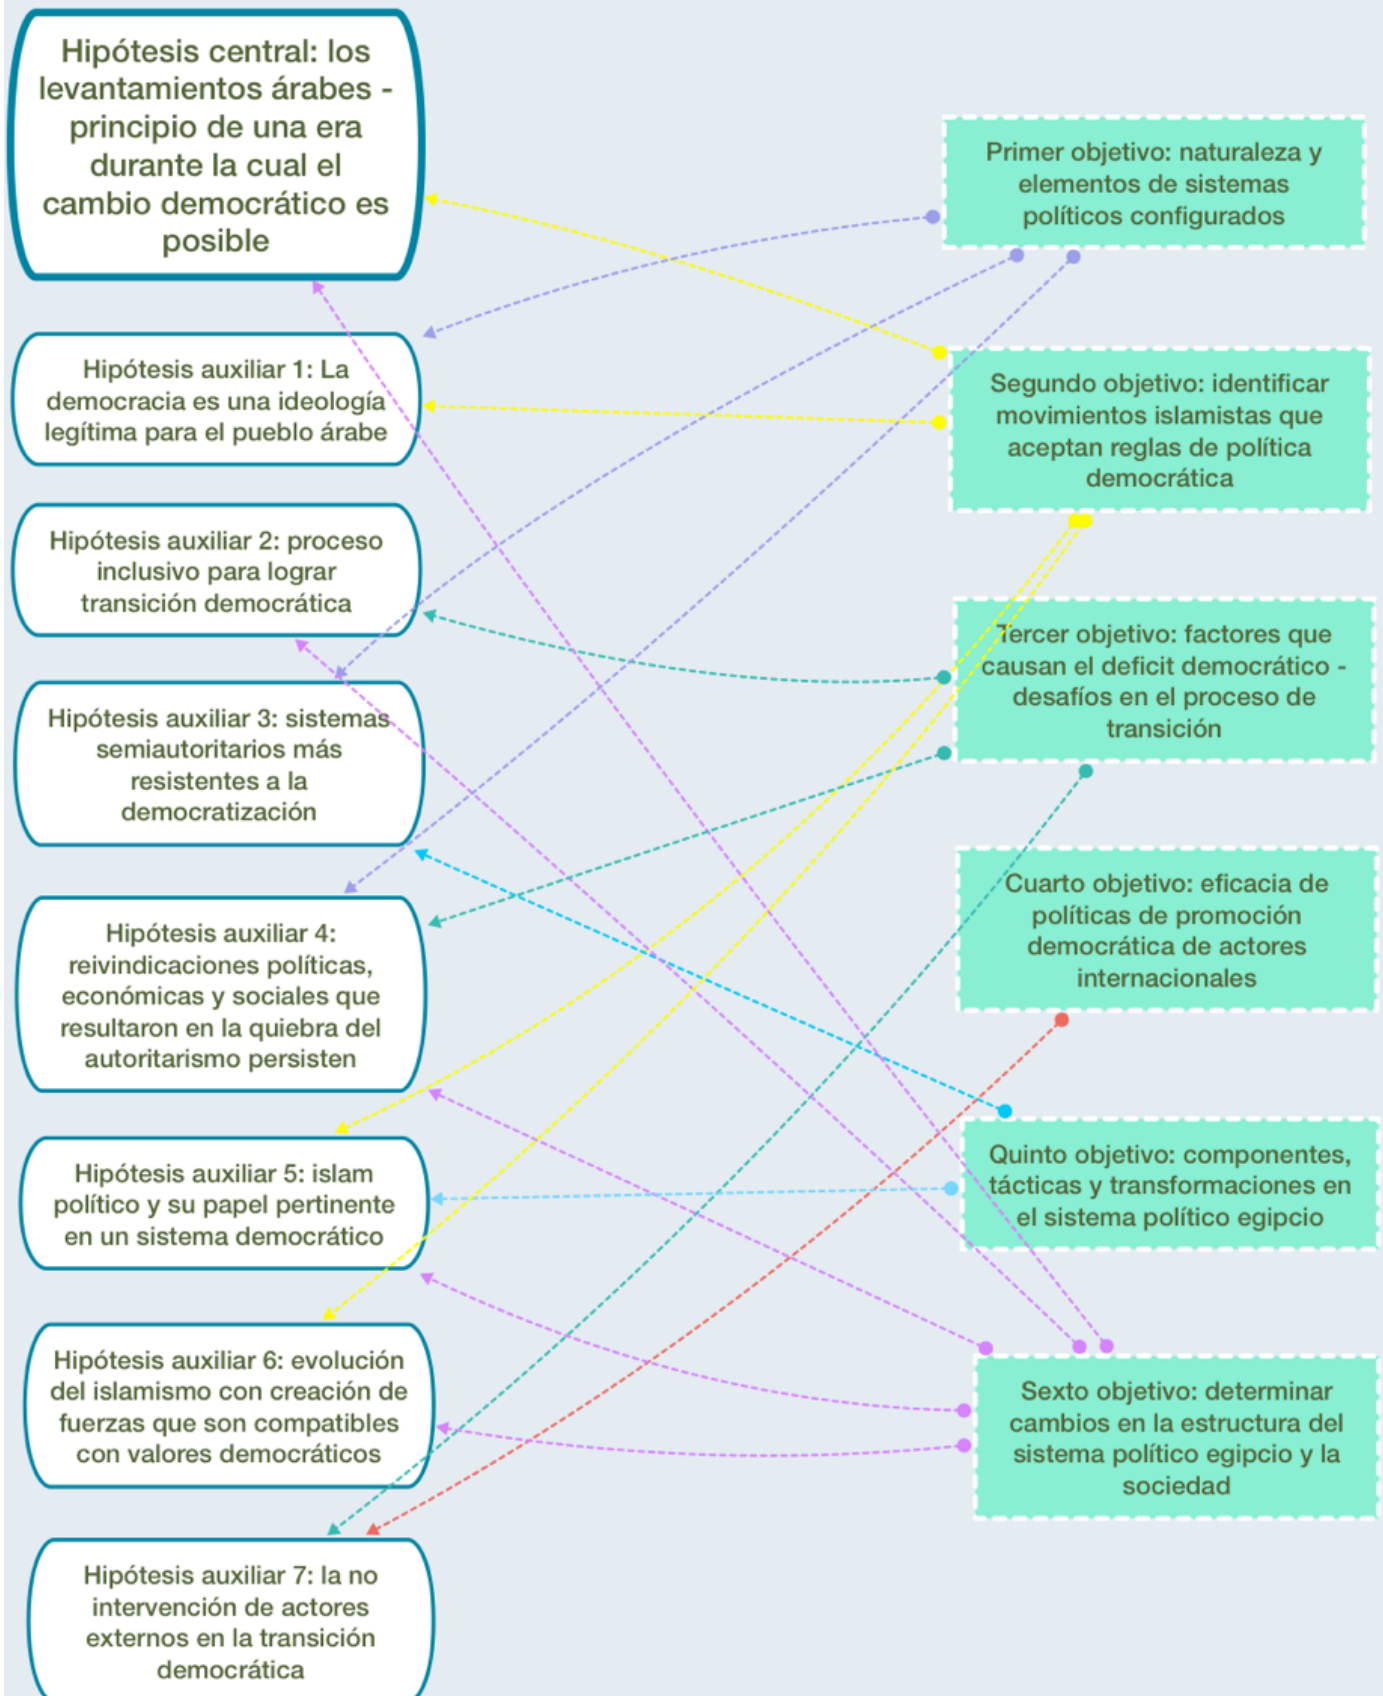 Hipótesis central: los
levantamientos árabes -
principio de una era
durante la cual el
cambio democrático es
posible
Hipótesis auxiliar 1: La
democracia es una ideología
legítima para el pueblo árabe
Hipótesis auxiliar 2: proceso
inclusivo para lograr
transición democrática
Hipótesis auxiliar 3: sistemas
semiautoritarios más
resistentes a la
democratización
Hipótesis auxiliar 4:
reivindicaciones políticas,
económicas y sociales que
resultaron en la quiebra del
autoritarismo persisten
Hipótesis auxiliar 5: islam
político y su papel pertinente
en un sistema democrático
Hipótesis auxiliar 6: evolución
del islamismo con creación de
fuerzas que son compatibles
con valores democráticos
Hipótesis auxiliar 7: la no
intervención de actores
externos en la transición
democrática
Primer objetivo: naturaleza y
elementos de sistemas
políticos configurados
Segundo objetivo: identificar
movimientos islamistas que
aceptan reglas de política
democrática
Tercer objetivo: factores que
causan el deficit democrático -
desafíos en el proceso de
transición
Cuarto objetivo: eficacia de
políticas de promoción
democrática de actores
internacionales
Quinto objetivo: componentes,
tácticas y transformaciones en
el sistema político egipcio
Sexto objetivo: determinar
cambios en la estructura del
sistema político egipcio y la
sociedad